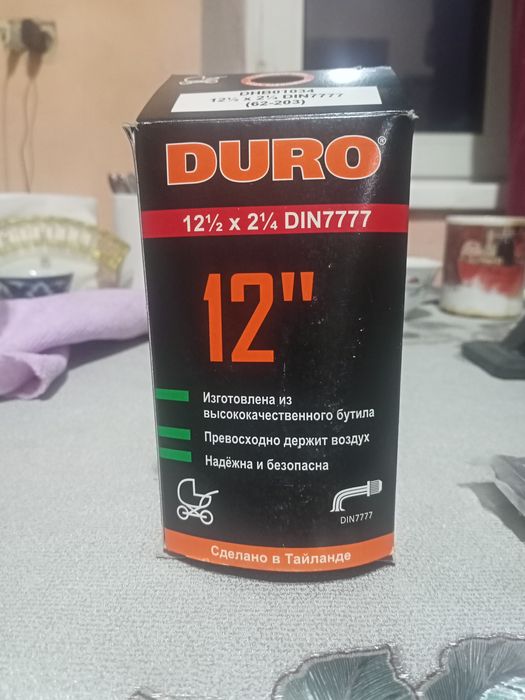 DHB01034
12½ x 2¼ DIN7777
(62-203)
DURO®
12½ x 2¼ DIN7777
12"
Изготовлена из
высококачественного бутила
Превосходно держит воздух
Надёжна и безопасна
DIN7777
Сделано в Тайланде